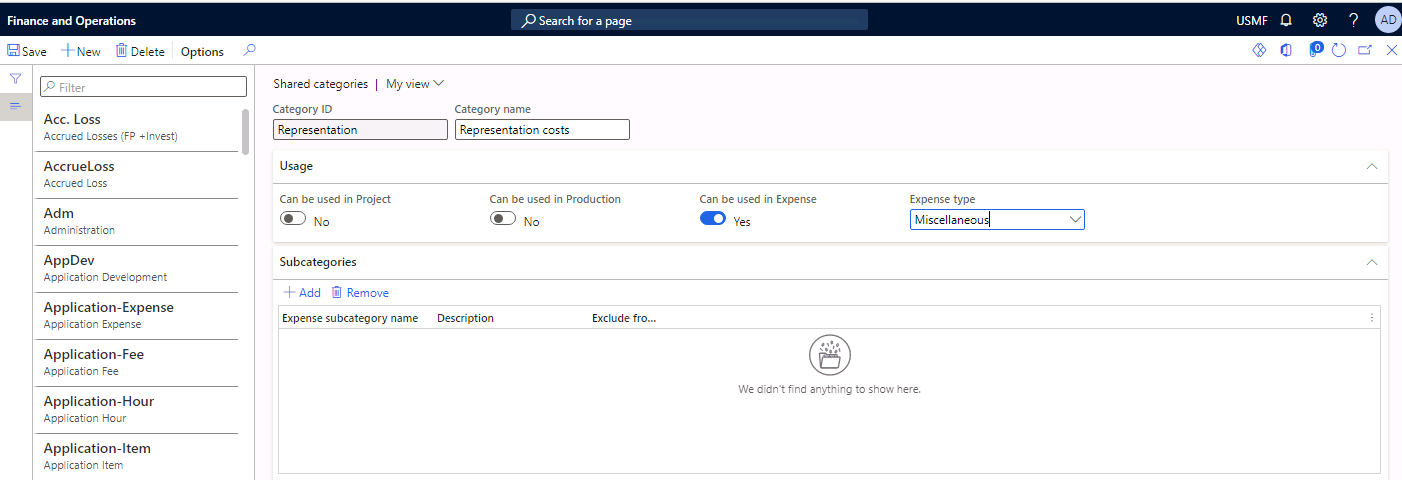 Finance and Operations
Search for a page
USMF
AD
Save
New
Delete
Options
0
Filter
Acc. Loss
Accrued Losses (FP +Invest)
AccrueLoss
Accrued Loss
Adm
Administration
AppDev
Application Development
Application-Expense
Application Expense
Application-Fee
Application Fee
Application-Hour
Application Hour
Application-Item
Application Item
Shared categories | My view
Category ID
Category name
Representation
Representation costs
Usage
Can be used in Project
Can be used in Production
Can be used in Expense
Expense type
No
No
Yes
Miscellaneous
Subcategories
Add
Remove
Expense subcategory name
Description
Exclude fro...
We didn't find anything to show here.